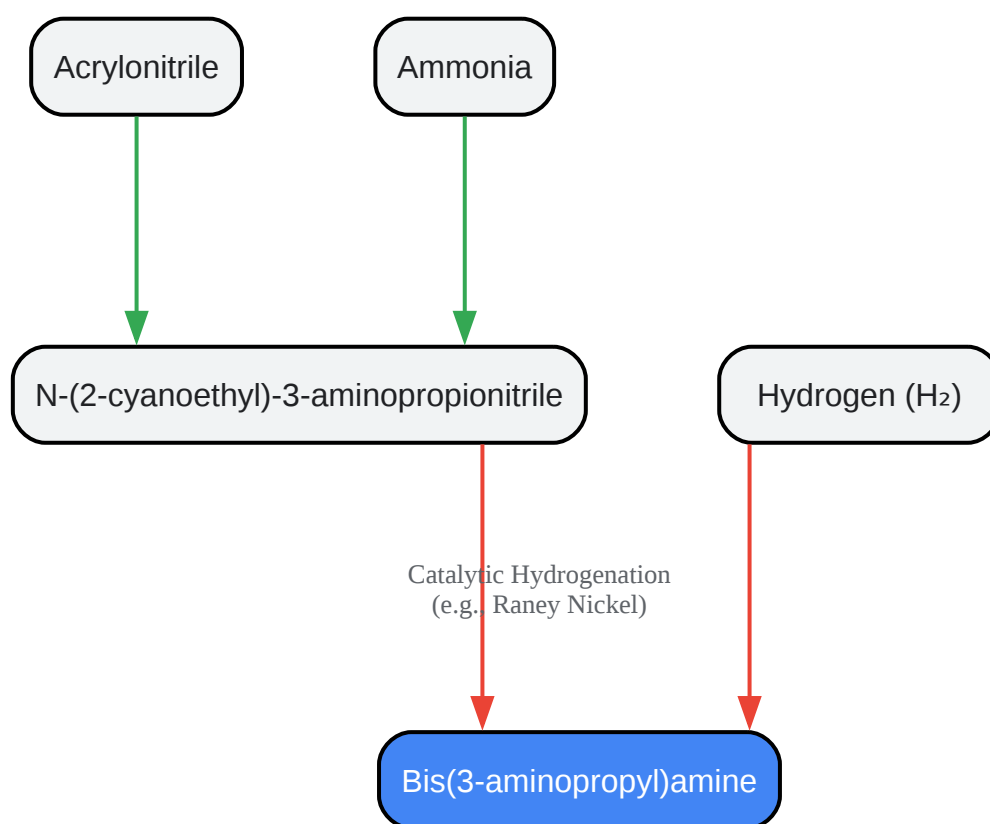 Acrylonitrile
Ammonia
N-(2-cyanoethyl)-3-aminopropionitrile
Hydrogen (H₂)
Catalytic Hydrogenation
(e.g., Raney Nickel)
Bis(3-aminopropyl)amine